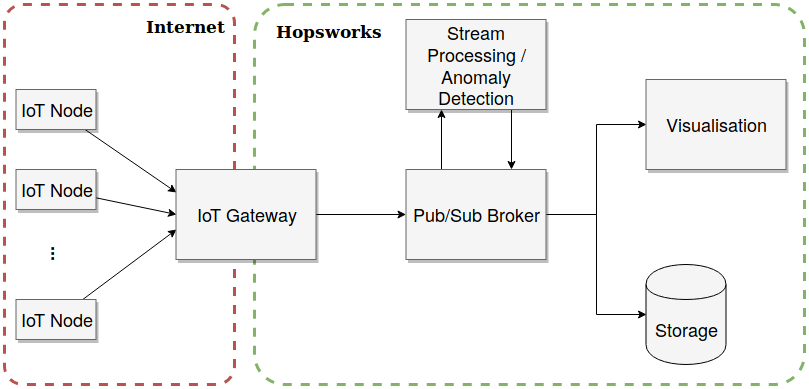 Internet
Hopsworks
IoT Node
IoT Node
⋮
IoT Node
IoT Gateway
Stream
Processing /
Anomaly
Detection
Pub/Sub Broker
Visualisation
Storage